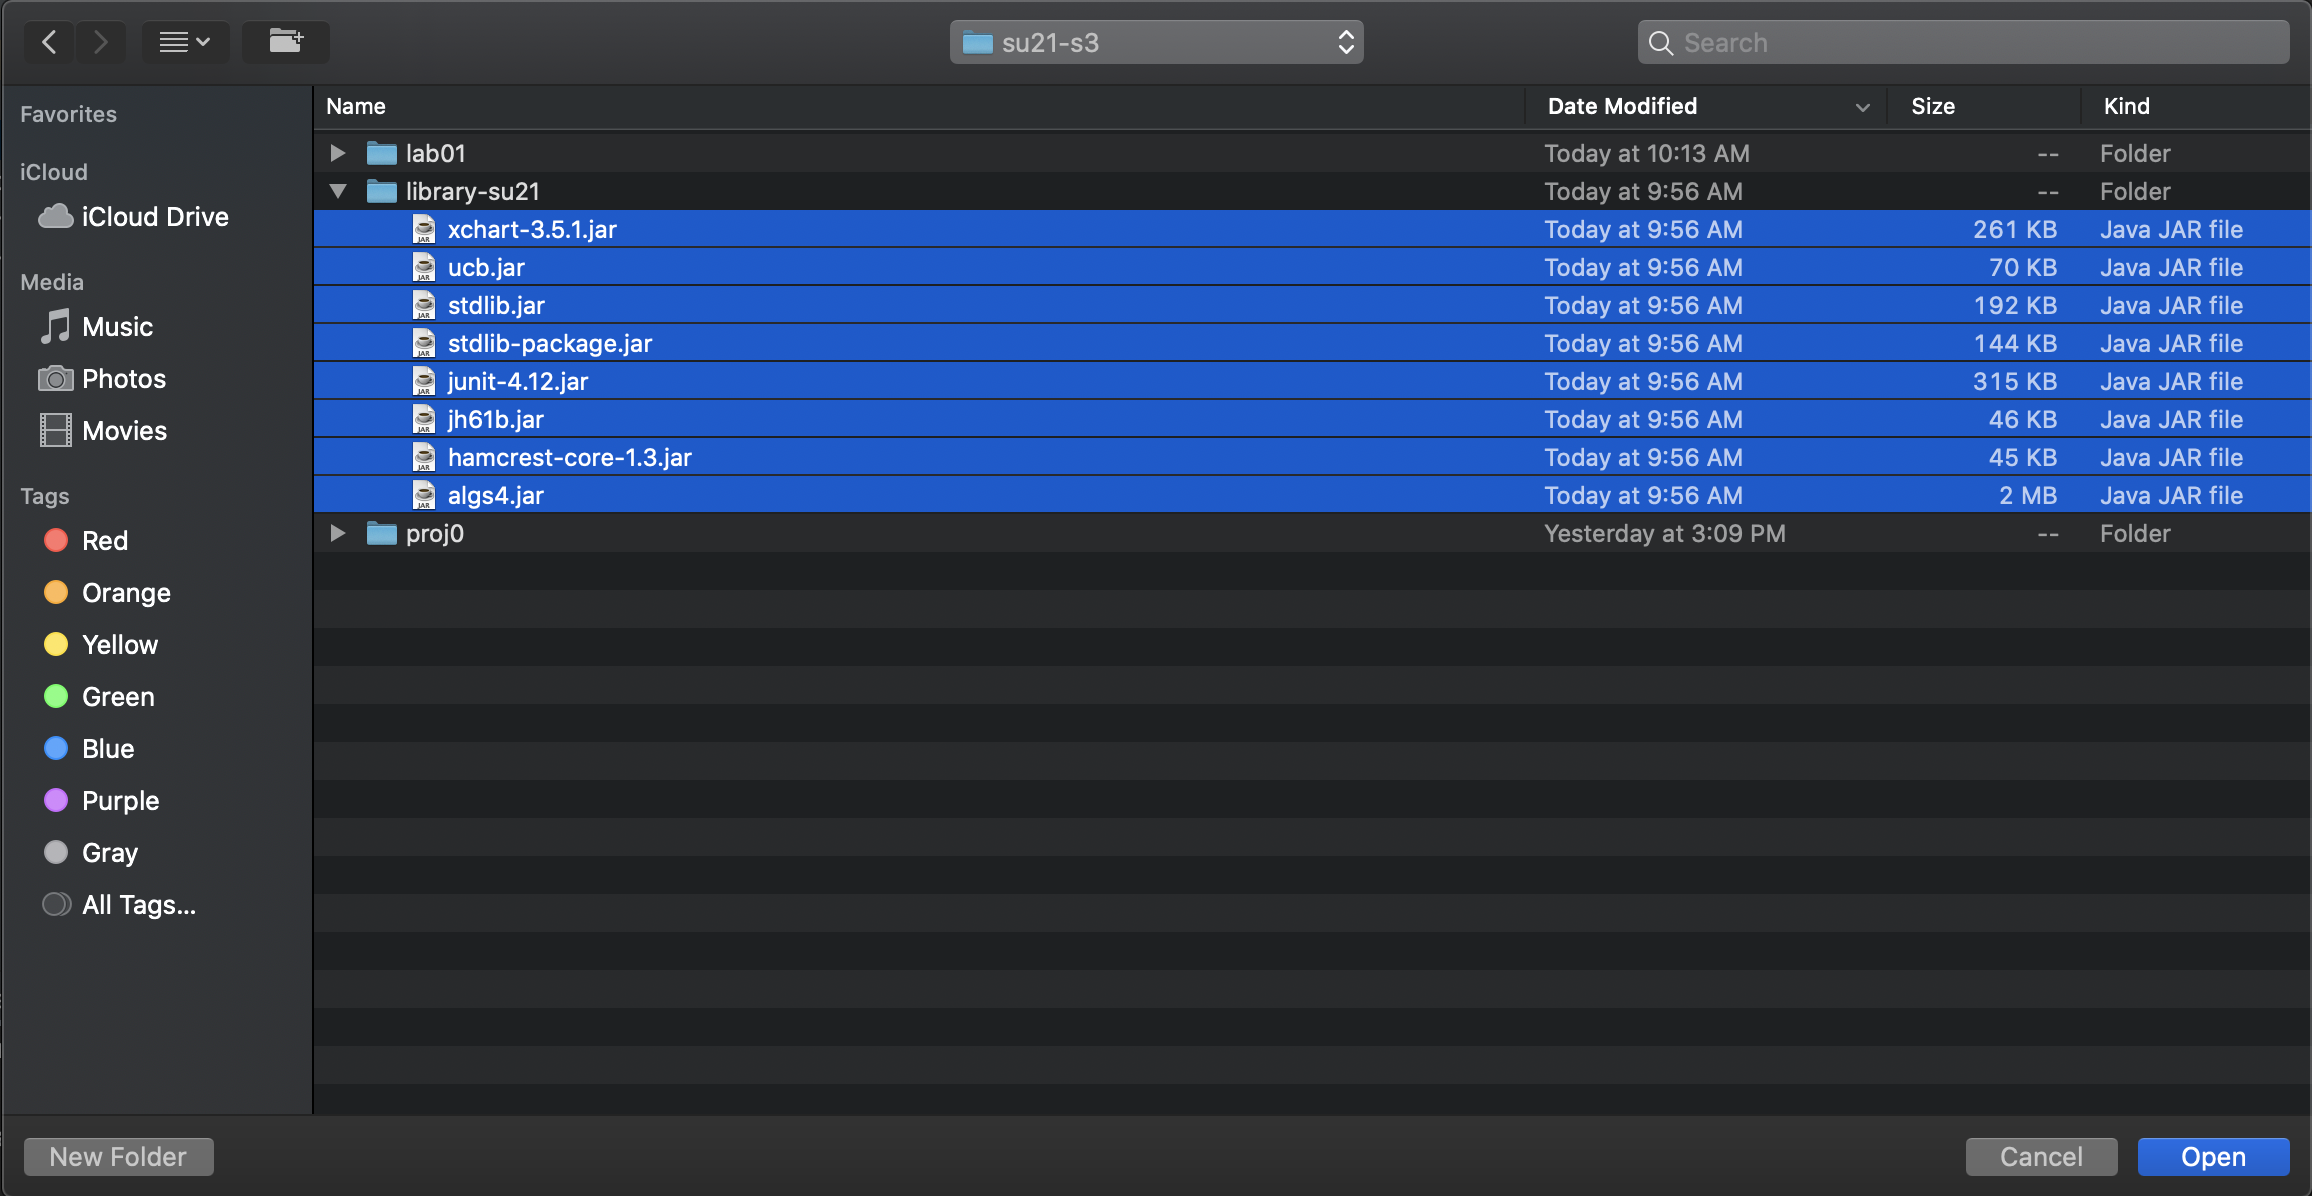 su21-s3
Search
Favorites
iCloud
iCloud Drive
Media
Music
Photos
Movies
Tags
Red
Orange
Yellow
Green
Blue
Purple
Gray
All Tags...
Name Date Modified Size Kind
lab01 Today at 10:13 AM -- Folder
library-su21 Today at 9:56 AM -- Folder
JAR xchart-3.5.1.jar Today at 9:56 AM 261 KB Java JAR file
JAR ucb.jar Today at 9:56 AM 70 KB Java JAR file
JAR stdlib.jar Today at 9:56 AM 192 KB Java JAR file
JAR stdlib-package.jar Today at 9:56 AM 144 KB Java JAR file
JAR junit-4.12.jar Today at 9:56 AM 315 KB Java JAR file
JAR jh61b.jar Today at 9:56 AM 46 KB Java JAR file
JAR hamcrest-core-1.3.jar Today at 9:56 AM 45 KB Java JAR file
JAR algs4.jar Today at 9:56 AM 2 MB Java JAR file
proj0 Yesterday at 3:09 PM -- Folder
New Folder Cancel Open